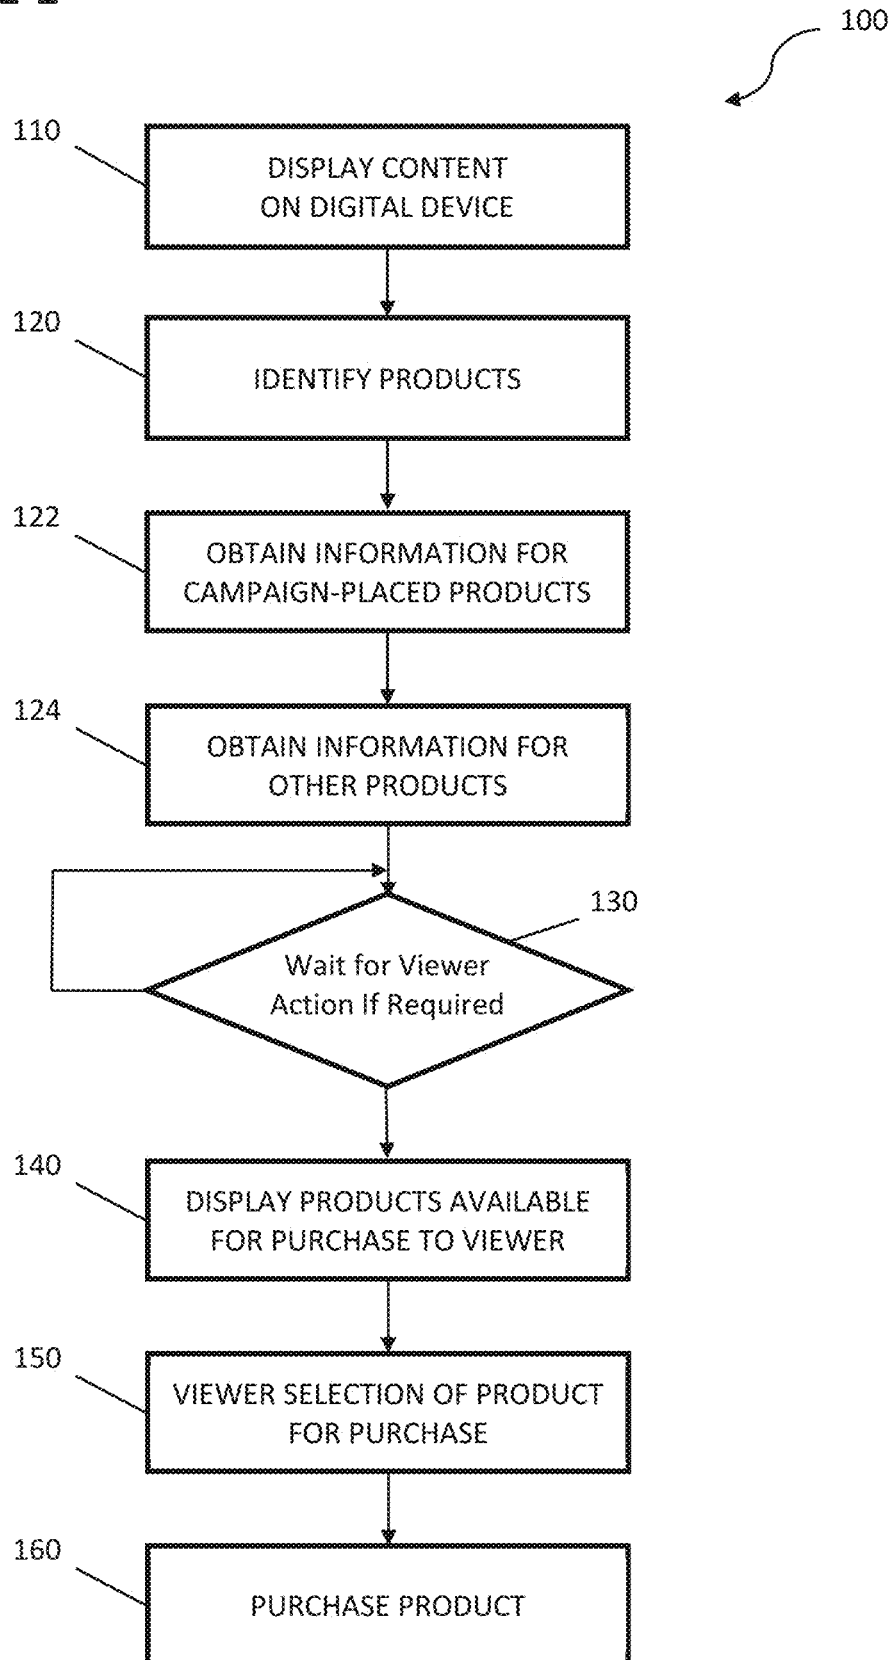 100
110
DISPLAY CONTENT
ON DIGITAL DEVICE
120
IDENTIFY PRODUCTS
122
OBTAIN INFORMATION FOR
CAMPAIGN-PLACED PRODUCTS
124
OBTAIN INFORMATION FOR
OTHER PRODUCTS
130
Wait for Viewer
Action If Required
140
DISPLAY PRODUCTS AVAILABLE
FOR PURCHASE TO VIEWER
150
VIEWER SELECTION OF PRODUCT
FOR PURCHASE
160
PURCHASE PRODUCT